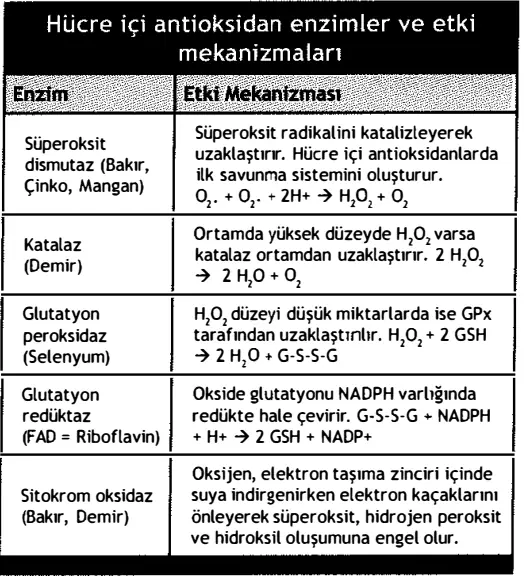 Hücre içi antioksidan enzimler ve etki
mekanizmaları
Enzim
Etki Mekanizması
Süperoksit
dismutaz (Bakır,
Çinko, Mangan)
Süperoksit radikalini katalizleyerek
uzaklaştırır. Hücre içi antioksidanlarda
ilk savunma sistemini oluşturur.
O₂. + O₂. + 2H+ → H₂O₂ + O₂
Katalaz
(Demir)
Ortamda yüksek düzeyde H₂O₂ varsa
katalaz ortamdan uzaklaştırır. 2 H₂O₂
→ 2 H₂O + O₂
Glutatyon
peroksidaz
(Selenyum)
H₂O₂ düzeyi düşük miktarlarda ise GPx
tarafından uzaklaştırılır. H₂O₂ + 2 GSH
→ 2 H₂O + G-S-S-G
Glutatyon
redüktaz
(FAD = Riboflavin)
Okside glutatyonu NADPH varlığında
redükte hale çevirir. G-S-S-G + NADPH
+ H+ → 2 GSH + NADP+
Sitokrom oksidaz
(Bakır, Demir)
Oksijen, elektron taşıma zinciri içinde
suya indirgenirken elektron kaçaklarını
önleyerek süperoksit, hidrojen peroksit
ve hidroksil oluşumuna engel olur.